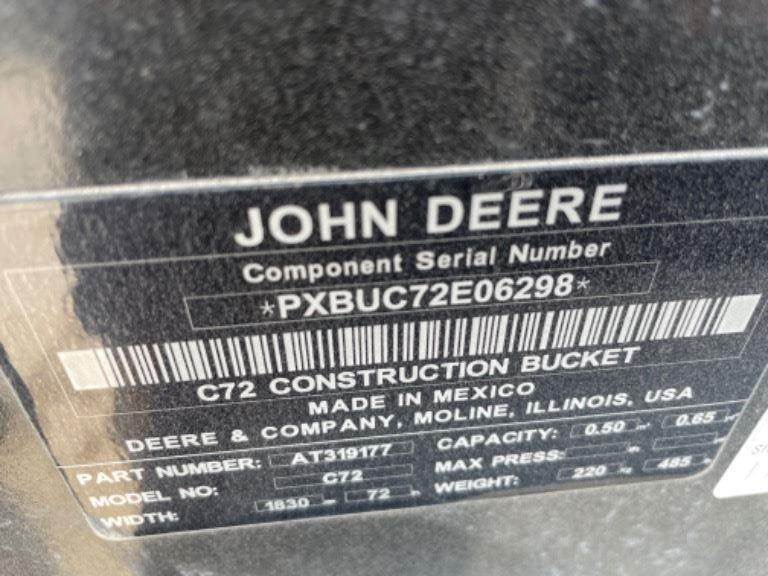 JOHN DEERE
Component Serial Number
*PXBUC72E06298*
C72 CONSTRUCTION BUCKET
MADE IN MEXICO
DEERE & COMPANY, MOLINE, ILLINOIS, USA
PART NUMBER: AT319177 CAPACITY: 0.50 0.65
MODEL NO: C72 MAX PRESS:
WIDTH: 1830 72 WEIGHT: 220 485